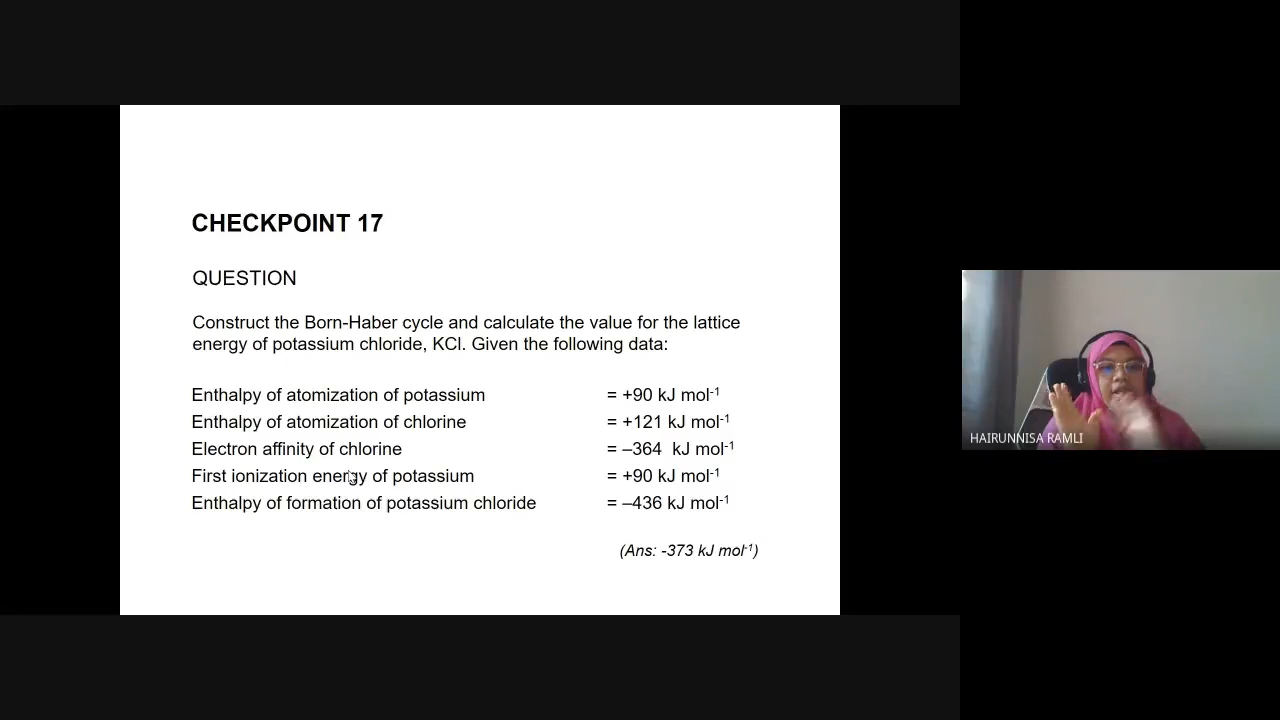 CHECKPOINT 17
QUESTION
Construct the Born-Haber cycle and calculate the value for the lattice
energy of potassium chloride, KCl. Given the following data:
Enthalpy of atomization of potassium = +90 kJ mol⁻¹
Enthalpy of atomization of chlorine = +121 kJ mol⁻¹
Electron affinity of chlorine = –364 kJ mol⁻¹
First ionization energy of potassium = +90 kJ mol⁻¹
Enthalpy of formation of potassium chloride = –436 kJ mol⁻¹
(Ans: -373 kJ mol⁻¹)
HAIRUNNISA RAMLI